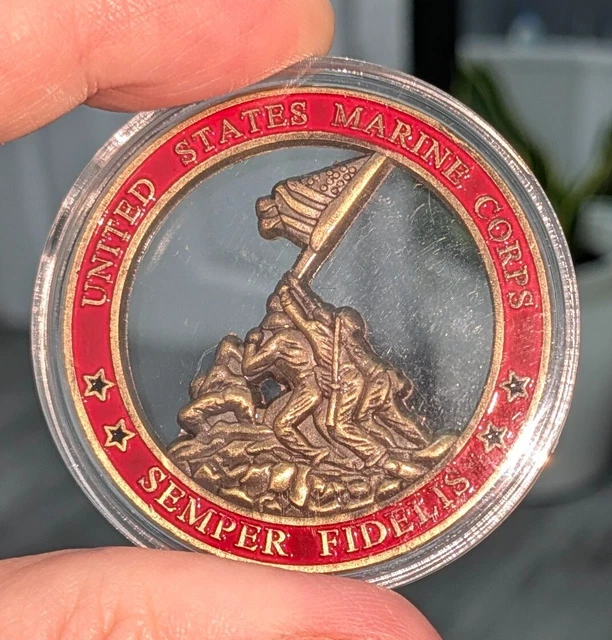 UNITED STATES MARINE CORPS
SEMPER FIDELIS